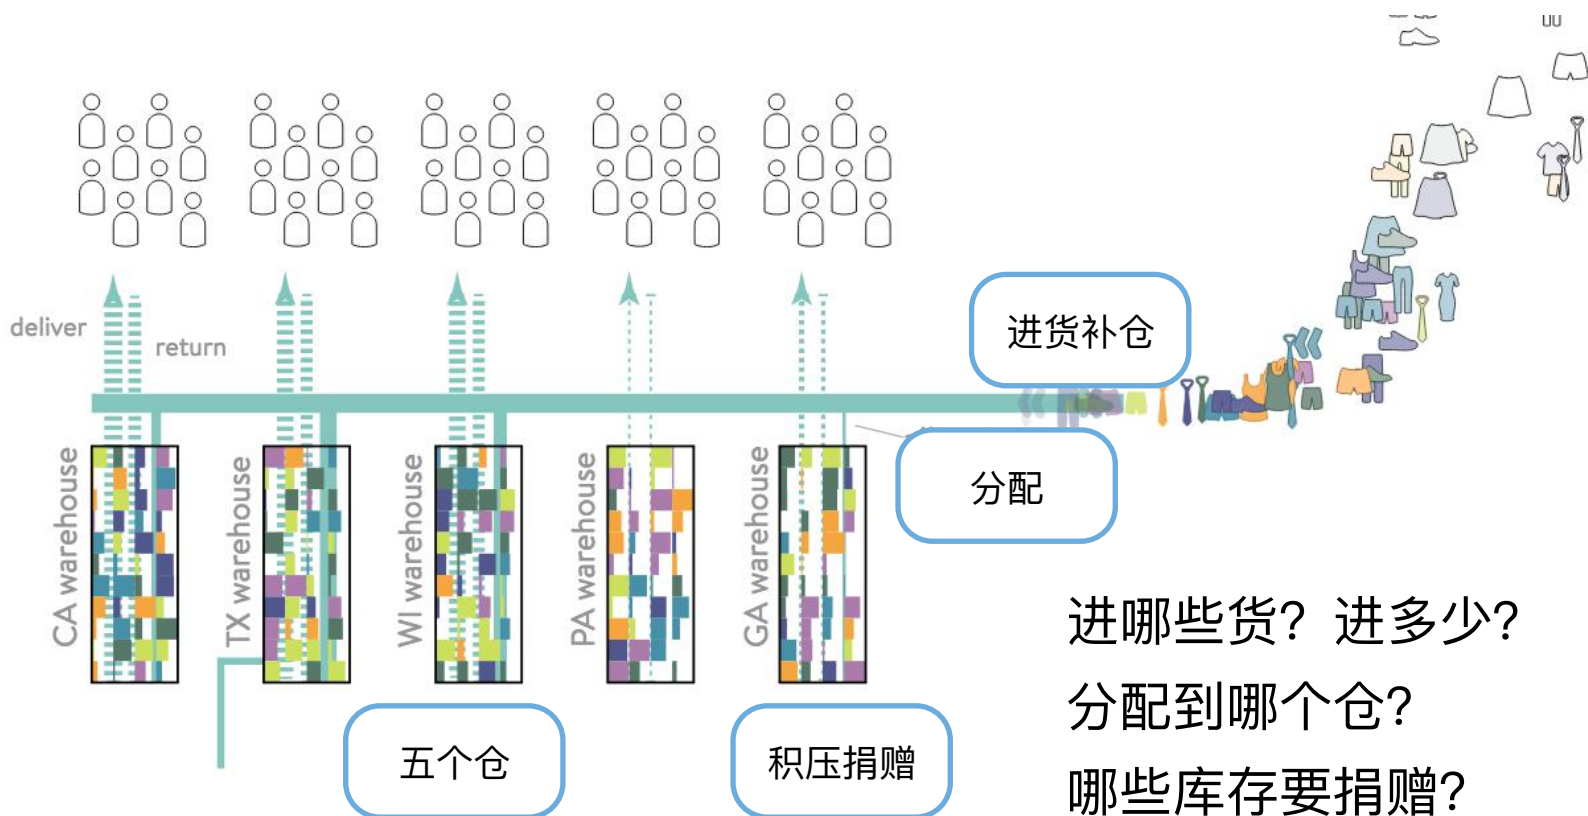 deliver
return
进货补仓
分配
CA warehouse
TX warehouse
WI warehouse
PA warehouse
GA warehouse
五个仓
积压捐赠
进哪些货？进多少？
分配到哪个仓？
哪些库存要捐赠？